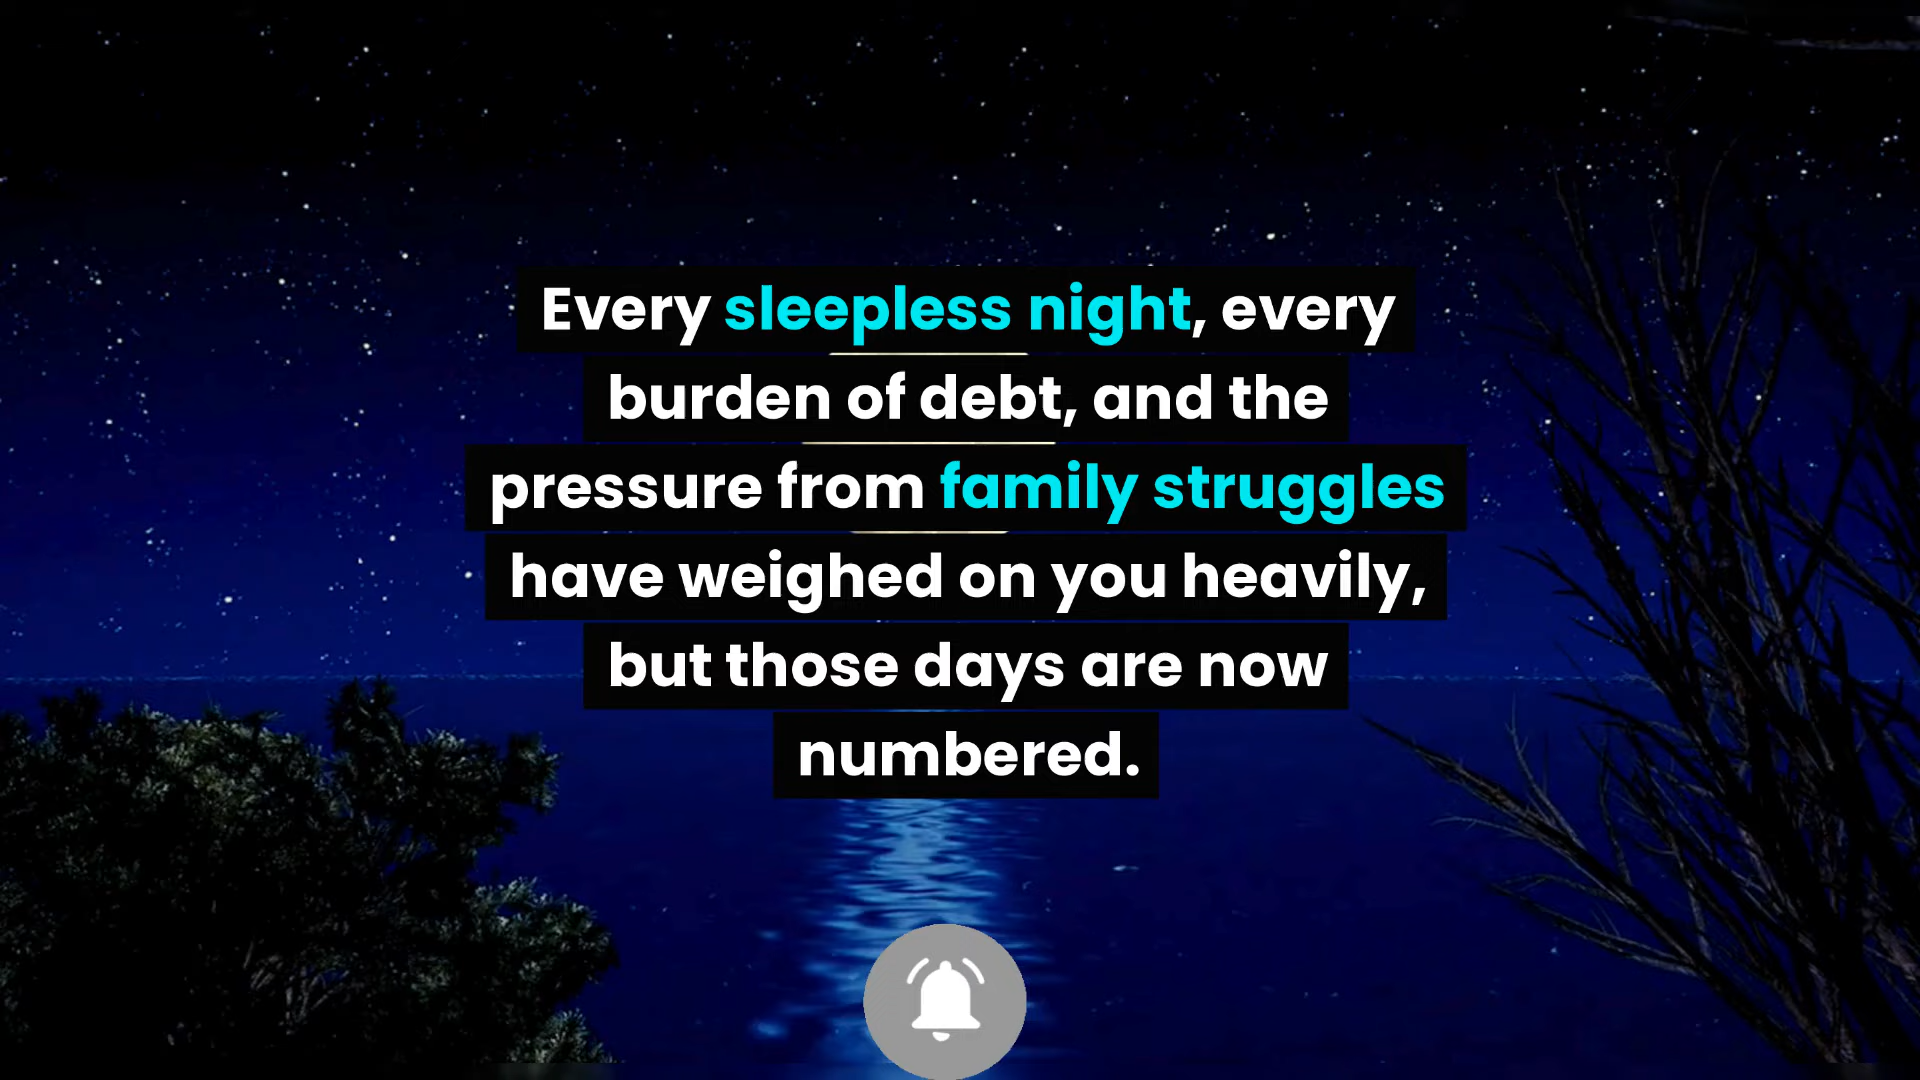 Every sleepless night, every
burden of debt, and the
pressure from family struggles
have weighed on you heavily,
but those days are now
numbered.